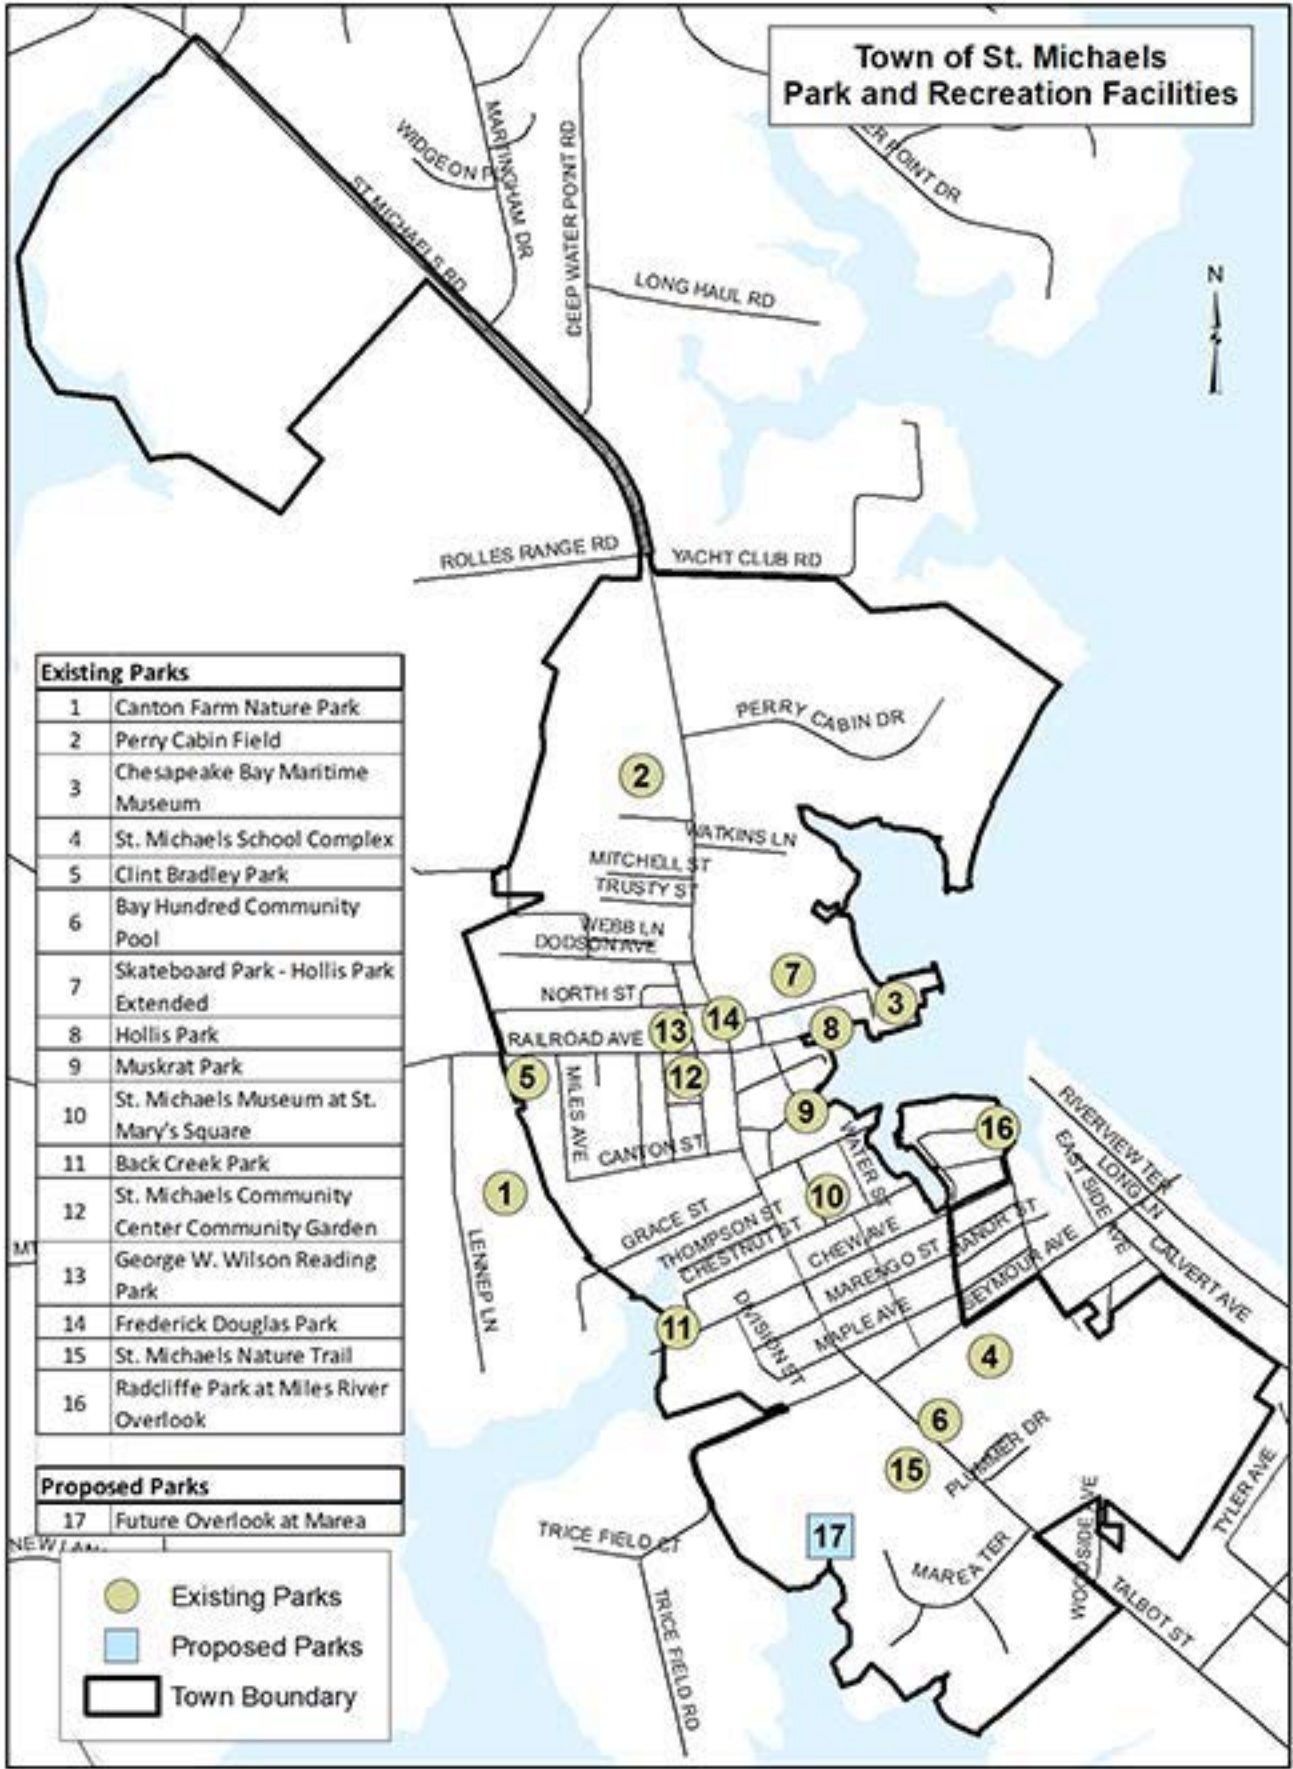 Town of St. Michaels
Park and Recreation Facilities
ER POINT DR
WIDGEON PL
MARTINGHAM DR
DEEP WATER POINT RD
ST MICHAELS RD
LONG HAUL RD
N
ROLLES RANGE RD
YACHT CLUB RD
PERRY CABIN DR
2
WATKINS LN
MITCHELL ST
TRUSTY ST
WEBB LN
DODSON AVE
7
NORTH ST
3
14
13
8
RAILROAD AVE
5
12
MILES AVE
9
16
RIVERVIEW TER
CANTON ST
WATER ST
EAST SIDE AVE
LONG LN
1
10
GRACE ST
THOMPSON ST
CHESTNUT ST
CHEW AVE
MANOR ST
MARENGO ST
SEYMOUR AVE
CALVERT AVE
LENNEP LN
11
DIVISION ST
MAPLE AVE
4
6
15
PLUMMER DR
17
TRICE FIELD CT
MAREA TER
WOODSIDE AVE
TYLER AVE
TALBOT ST
TRICE FIELD RD
Existing Parks
1 Canton Farm Nature Park
2 Perry Cabin Field
3 Chesapeake Bay Maritime
Museum
4 St. Michaels School Complex
5 Clint Bradley Park
6 Bay Hundred Community
Pool
7 Skateboard Park - Hollis Park
Extended
8 Hollis Park
9 Muskrat Park
10 St. Michaels Museum at St.
Mary's Square
11 Back Creek Park
12 St. Michaels Community
Center Community Garden
13 George W. Wilson Reading
Park
14 Frederick Douglas Park
15 St. Michaels Nature Trail
16 Radcliffe Park at Miles River
Overlook
Proposed Parks
17 Future Overlook at Marea
Existing Parks
Proposed Parks
Town Boundary